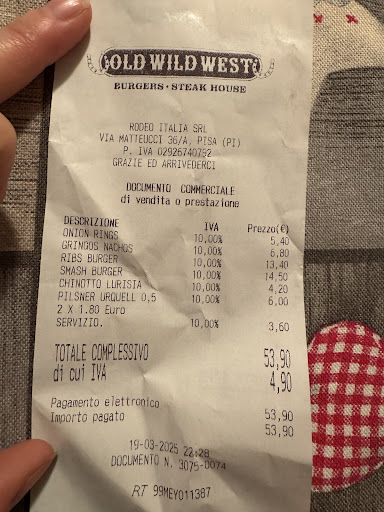 OLD WILD WEST
BURGERS • STEAK HOUSE
RODEO ITALIA SRL
VIA MATTEUCCI 36/A, PISA (PI)
P. IVA 02926740752
GRAZIE ED ARRIVEDERCI
DOCUMENTO COMMERCIALE
di vendita o prestazione
DESCRIZIONE IVA Prezzo(€)
ONION RINGS 10,00% 5,40
GRINGOS NACHOS 10,00% 6,80
RIBS BURGER 10,00% 13,40
SMASH BURGER 10,00% 14,50
CHINOTTO LURISIA 10,00% 4,20
PILSNER URQUELL 0,5 10,00% 6,00
2 X 1.80 Euro
SERVIZIO. 10,00% 3,60
TOTALE COMPLESSIVO 53,90
di cui IVA 4,90
Pagamento elettronico 53,90
Importo pagato 53,90
19-03-2025 22:28
DOCUMENTO N. 3075-0074
RT 99MEY011387